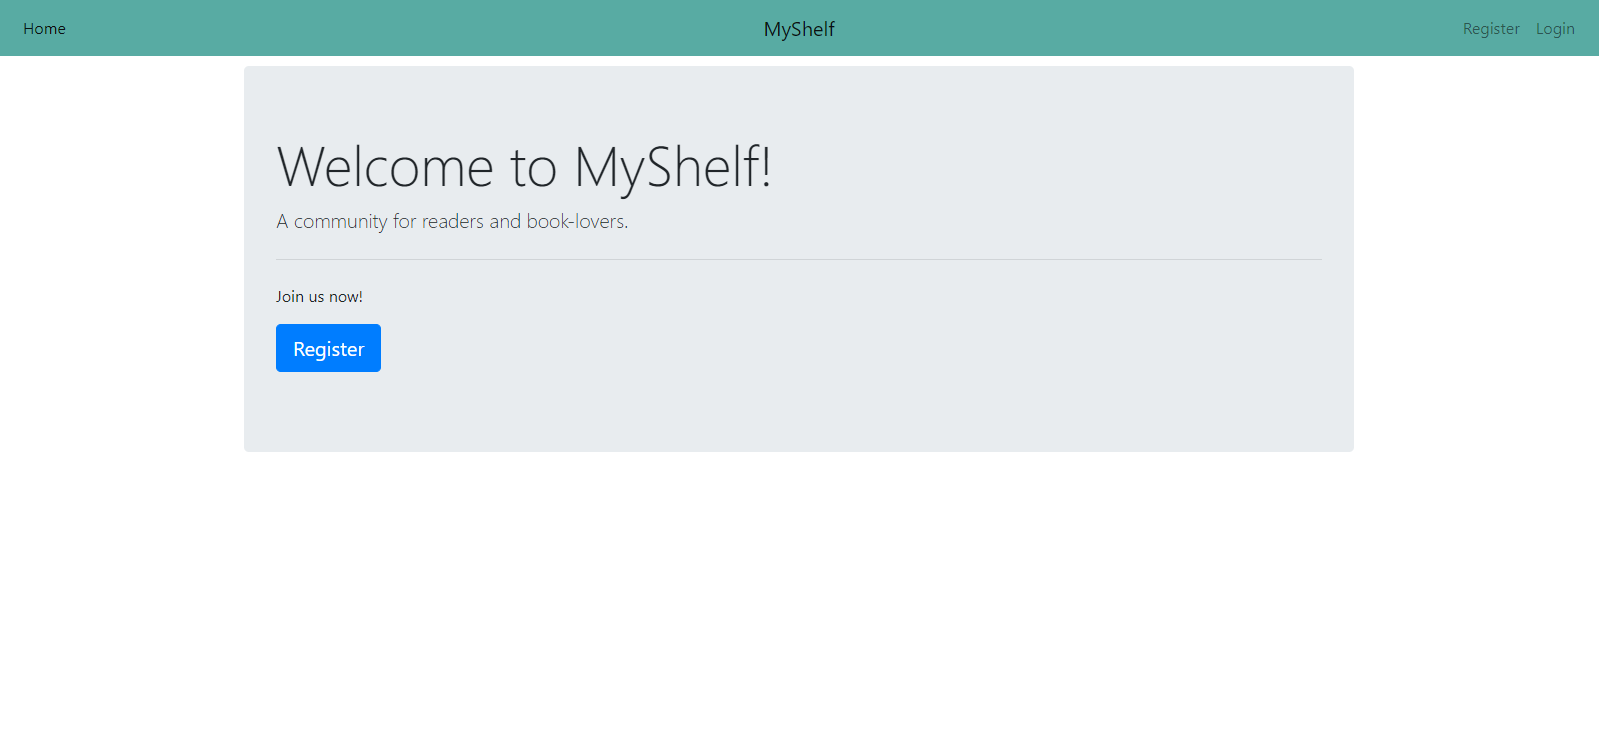 Home MyShelf Register Login
Welcome to MyShelf!
A community for readers and book-lovers.
Join us now!
Register